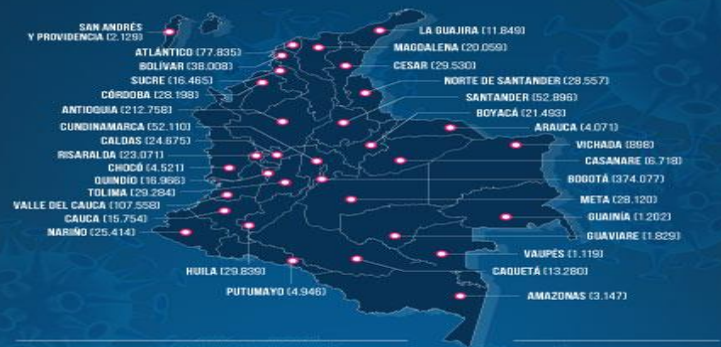 SAN ANDRÉS
Y PROVIDENCIA (2.129)
ATLÁNTICO (77.835)
BOLÍVAR (38.008)
SUCRE (16.465)
CÓRDOBA (28.198)
ANTIOQUIA (212.758)
CUNDINAMARCA (52.110)
CALDAS (24.675)
RISARALDA (23.071)
CHOCÓ (4.521)
QUINDÍO (16.966)
TOLIMA (29.284)
VALLE DEL CAUCA (107.558)
CAUCA (15.754)
NARIÑO (25.414)
HUILA (29.839)
PUTUMAYO (4.946)
LA GUAJIRA (11.849)
MAGDALENA (20.059)
CESAR (29.530)
NORTE DE SANTANDER (28.557)
SANTANDER (52.896)
BOYACÁ (21.493)
ARAUCA (4.071)
VICHADA (898)
CASANARE (6.718)
BOGOTÁ (374.077)
META (28.120)
GUAINÍA (1.202)
GUAVIARE (1.829)
VAUPÉS (1.119)
CAQUETÁ (13.280)
AMAZONAS (3.147)